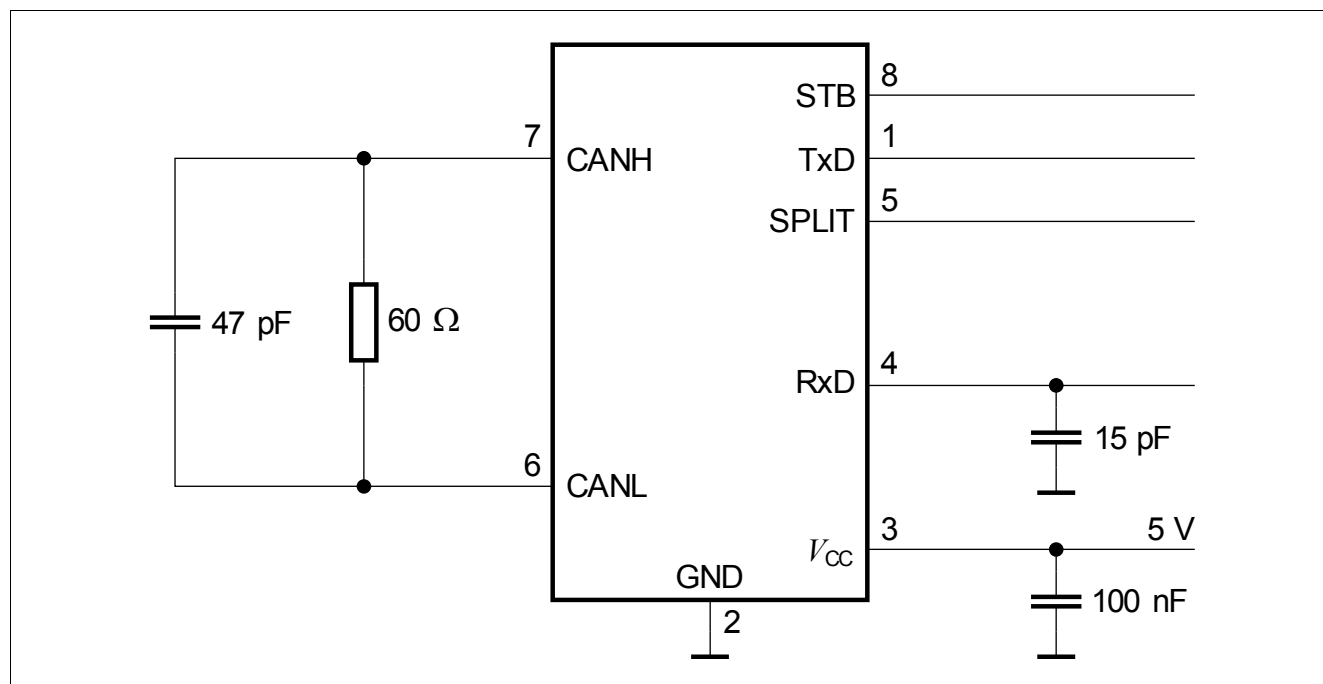 8
STB
1
7
CANH
TxD
5
SPLIT
47 pF
60 Ω
4
RxD
15 pF
6
CANL
3
5 V
VCC
GND
100 nF
2